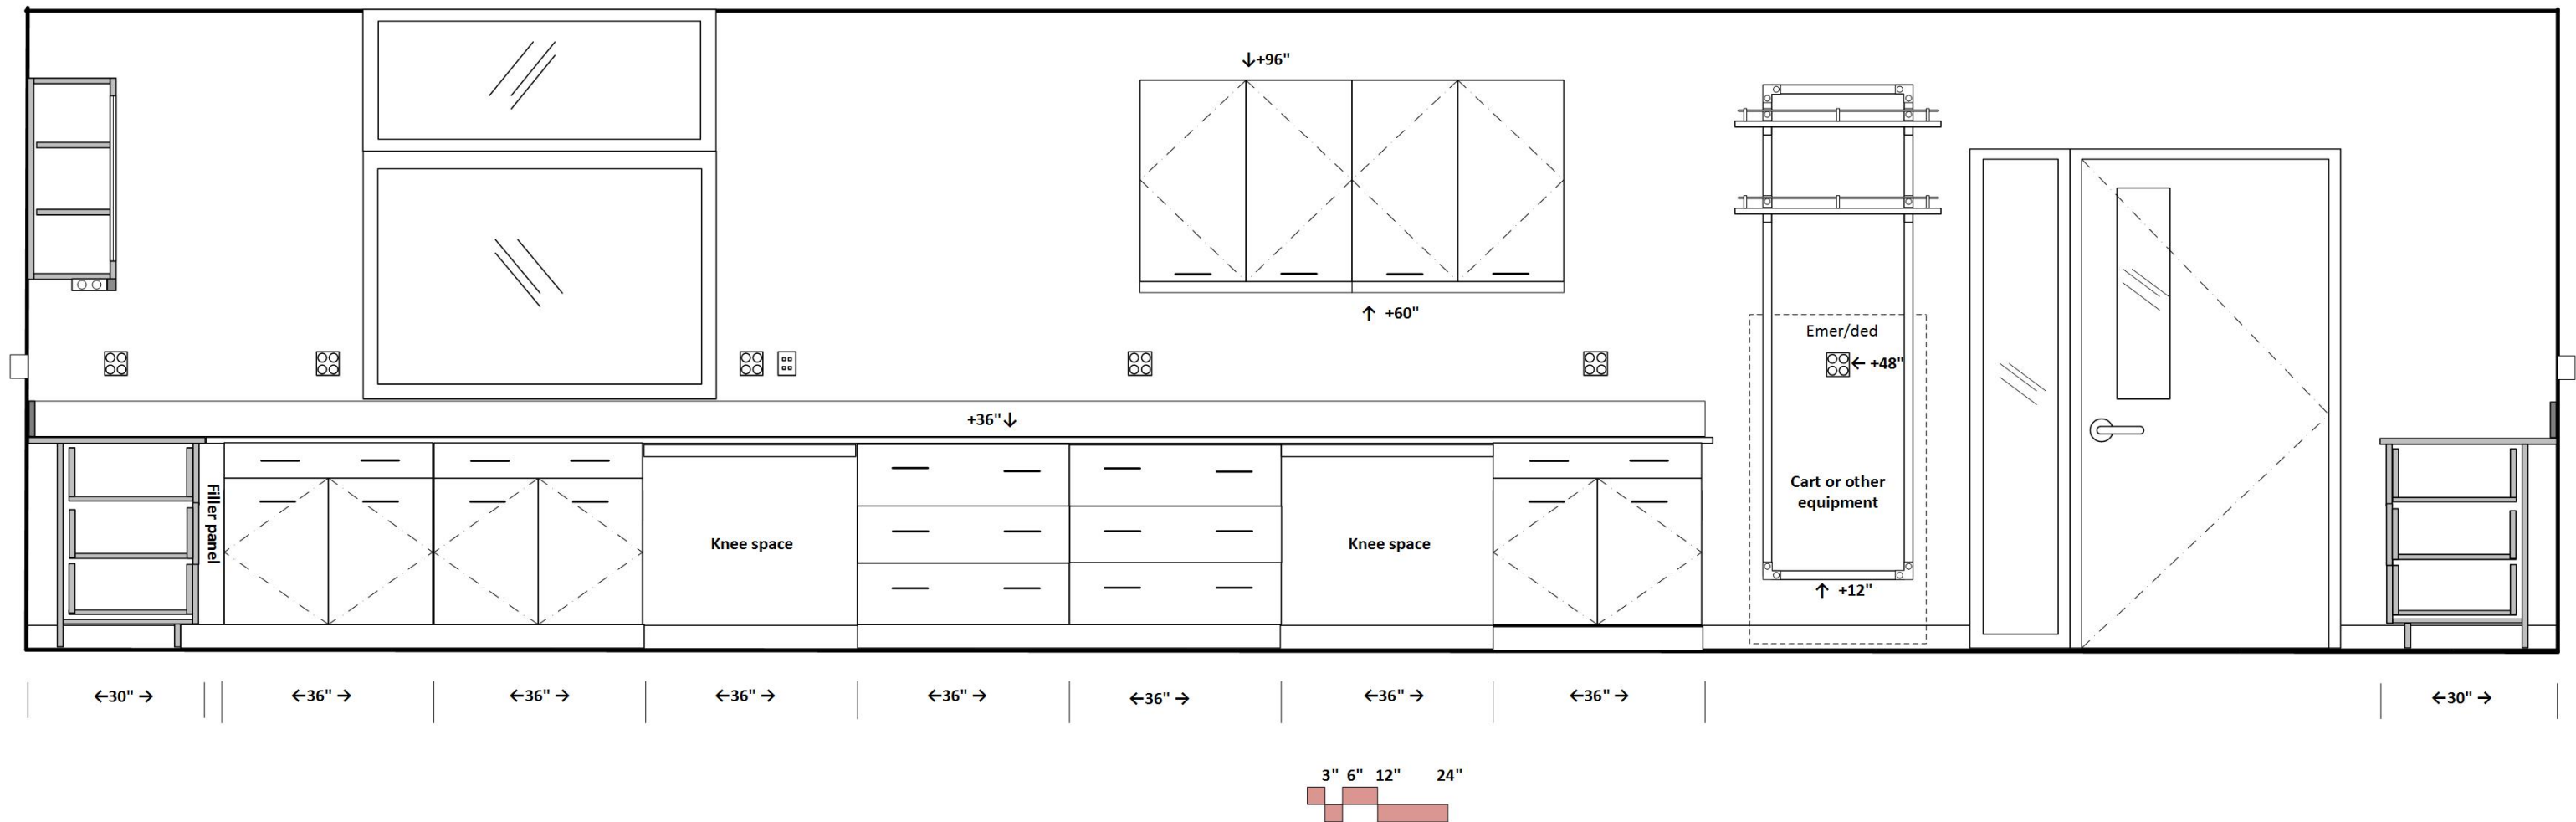 ↓+96"
↑ +60"
Emer/ded
← +48"
+36"↓
Filler panel
Knee space
Knee space
Cart or other
equipment
↑ +12"
←30" →
←36" →
←36" →
←36" →
←36" →
←36" →
←36" →
←36" →
←30" →
3" 6" 12" 24"